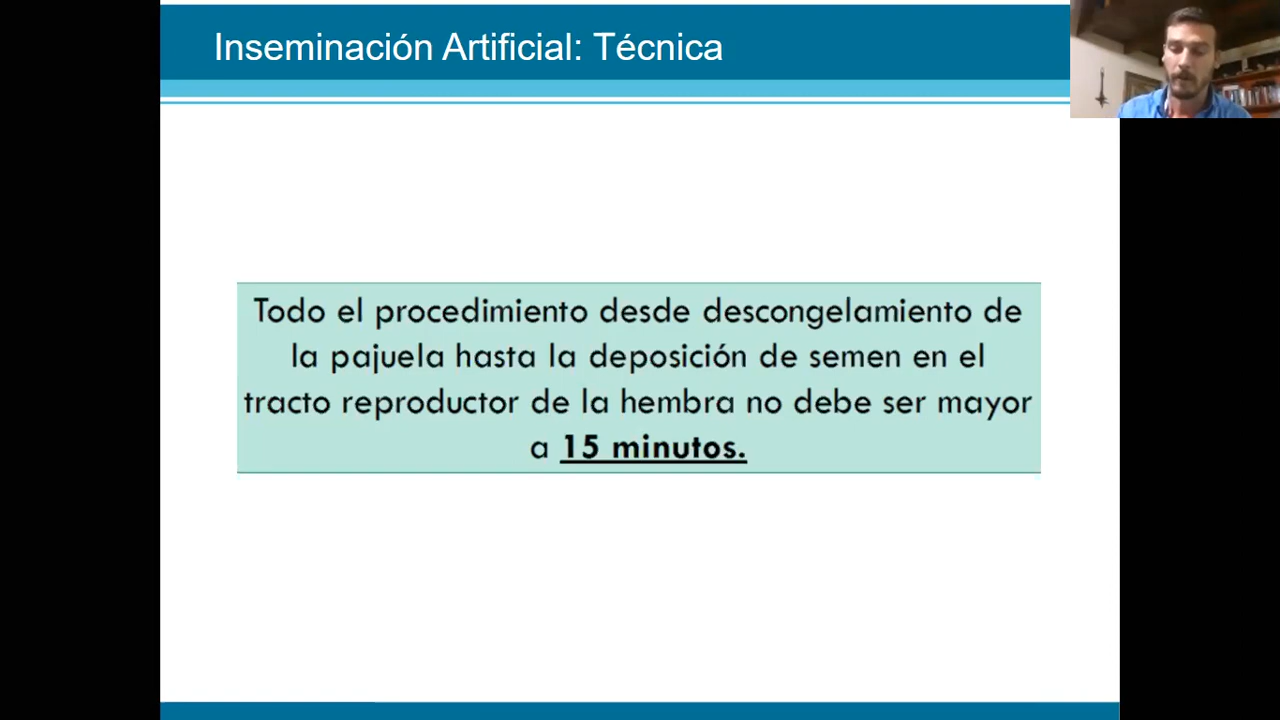 Inseminación Artificial: Técnica
Todo el procedimiento desde descongelamiento de
la pajuela hasta la deposición de semen en el
tracto reproductor de la hembra no debe ser mayor
a 15 minutos.